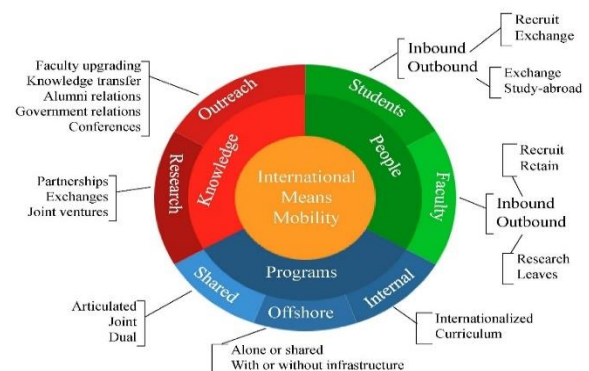 Recruit
Exchange
Inbound
Outbound
Exchange
Study-abroad
Faculty upgrading
Knowledge transfer
Alumni relations
Government relations
Conferences
Outreach
Students
Research
Knowledge
People
Faculty
International
Means
Mobility
Recruit
Retain
Inbound
Outbound
Research
Leaves
Partnerships
Exchanges
Joint ventures
Programs
Shared
Offshore
Internal
Articulated
Joint
Dual
Internationalized
Curriculum
Alone or shared
With or without infrastructure